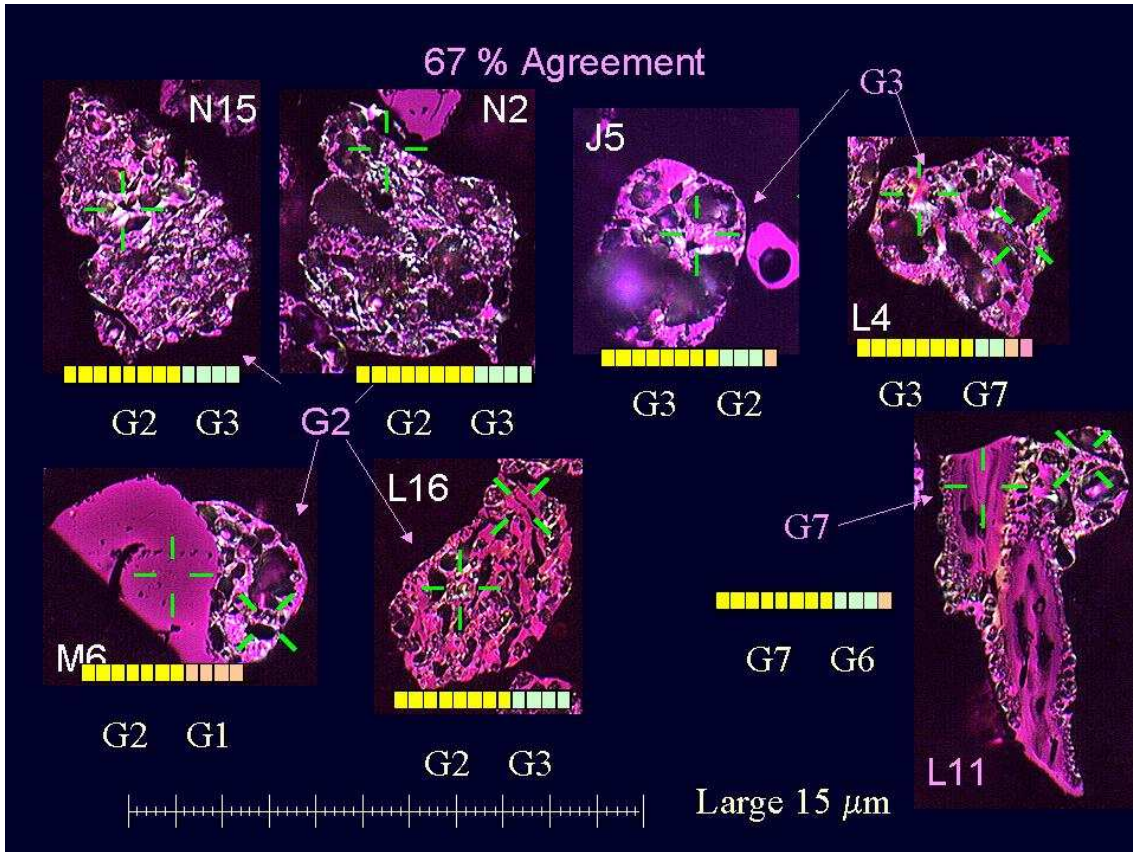 67 % Agreement
N15
N2
J5
G3
L4
G2 G3
G2 G3
G3 G2
G3 G7
G2
M6
L16
G7
G7 G6
G2 G1
G2 G3
L11
Large 15 μm